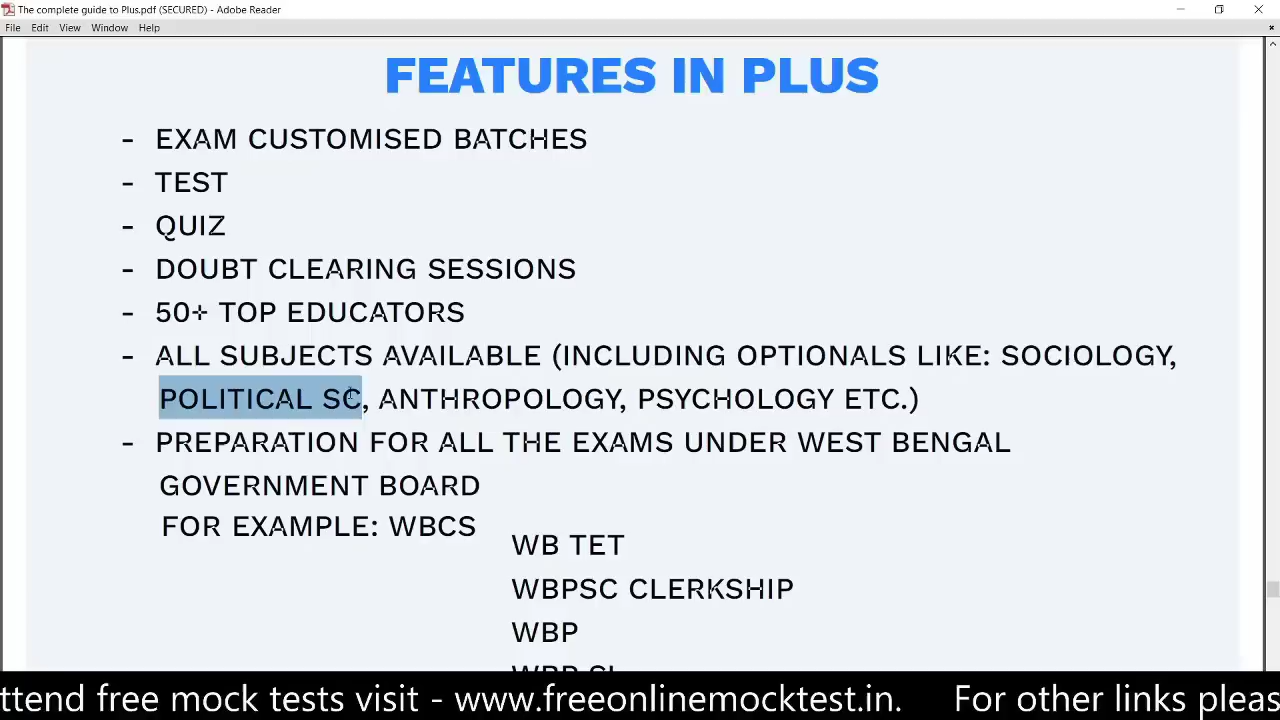 The complete guide to Plus.pdf (SECURED) - Adobe Reader
File Edit View Window Help
FEATURES IN PLUS
- EXAM CUSTOMISED BATCHES
- TEST
- QUIZ
- DOUBT CLEARING SESSIONS
- 50+ TOP EDUCATORS
- ALL SUBJECTS AVAILABLE (INCLUDING OPTIONALS LIKE: SOCIOLOGY,
POLITICAL SC, ANTHROPOLOGY, PSYCHOLOGY ETC.)
- PREPARATION FOR ALL THE EXAMS UNDER WEST BENGAL
GOVERNMENT BOARD
FOR EXAMPLE: WBCS
WB TET
WBPSC CLERKSHIP
WBP
ttend free mock tests visit - www.freeonlinemocktest.in. For other links pleas